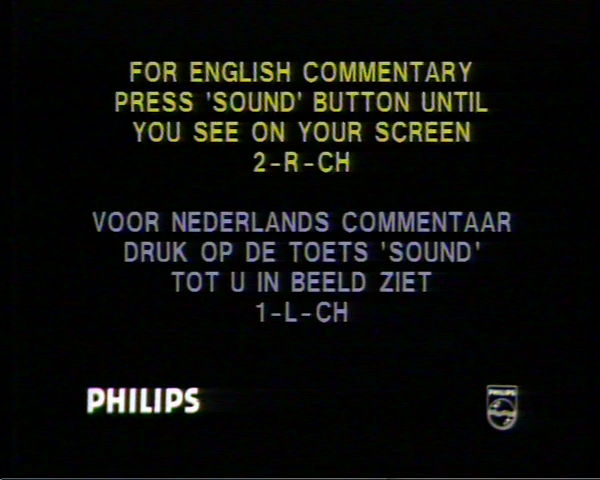 FOR ENGLISH COMMENTARY
PRESS 'SOUND' BUTTON UNTIL
YOU SEE ON YOUR SCREEN
2-R-CH
VOOR NEDERLANDS COMMENTAAR
DRUK OP DE TOETS 'SOUND'
TOT U IN BEELD ZIET
1-L-CH
PHILIPS
PHILIPS